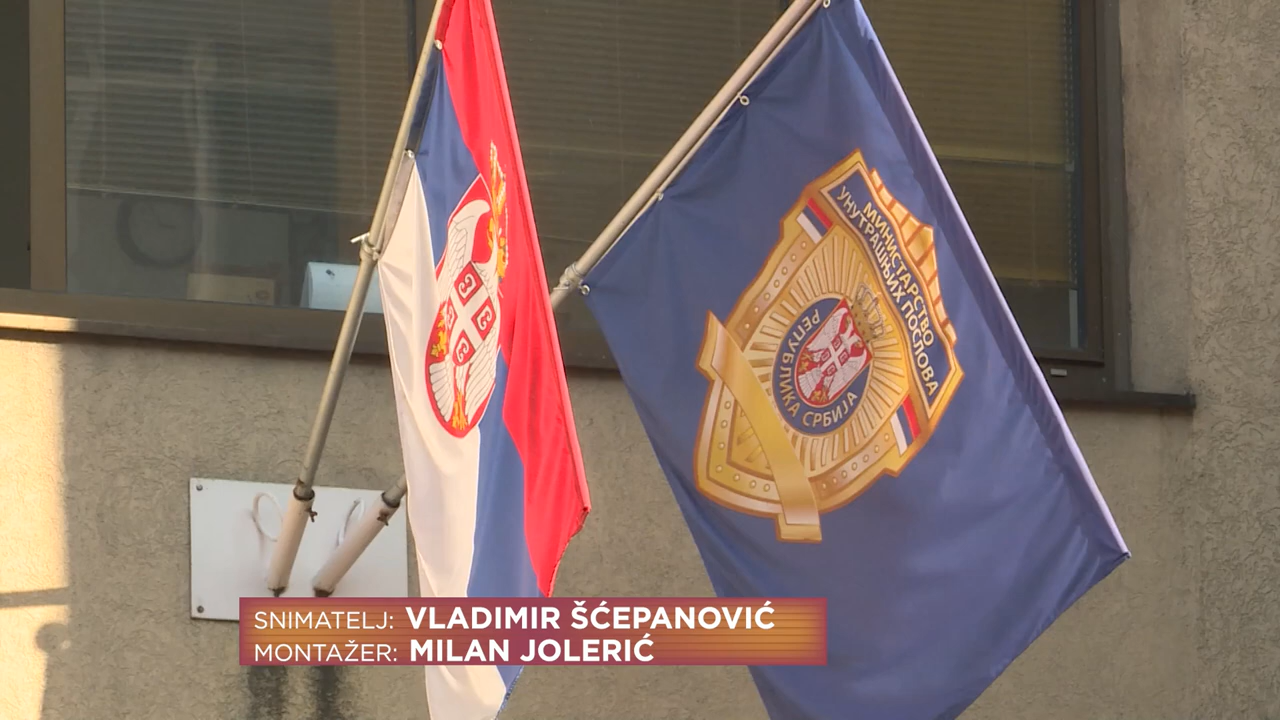 МИНИСТАРСТВО
УНУТРАШЊИХ ПОСЛОВА
РЕПУБЛИКА СРБИЈА
SNIMATELJ: VLADIMIR ŠĆEPANOVIĆ
MONTAŽER: MILAN JOLERIĆ